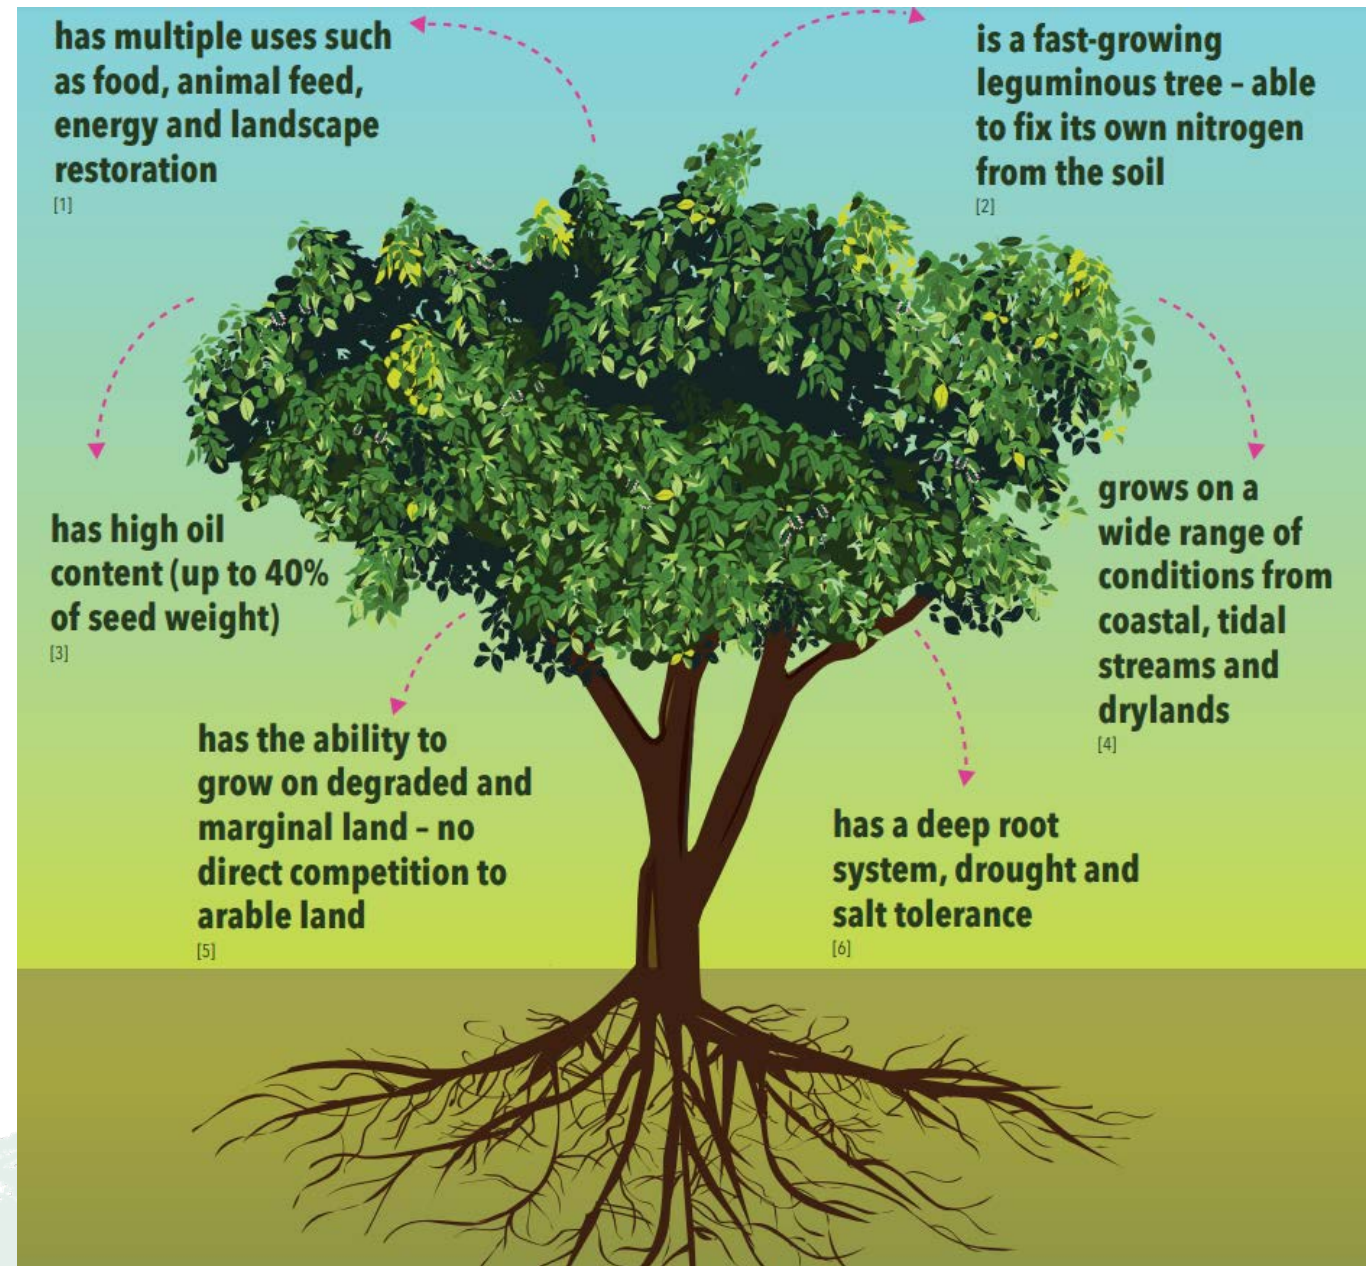 has multiple uses such
as food, animal feed,
energy and landscape
restoration
[1]
is a fast-growing
leguminous tree – able
to fix its own nitrogen
from the soil
[2]
has high oil
content (up to 40%
of seed weight)
[3]
grows on a
wide range of
conditions from
coastal, tidal
streams and
drylands
[4]
has the ability to
grow on degraded and
marginal land – no
direct competition to
arable land
[5]
has a deep root
system, drought and
salt tolerance
[6]